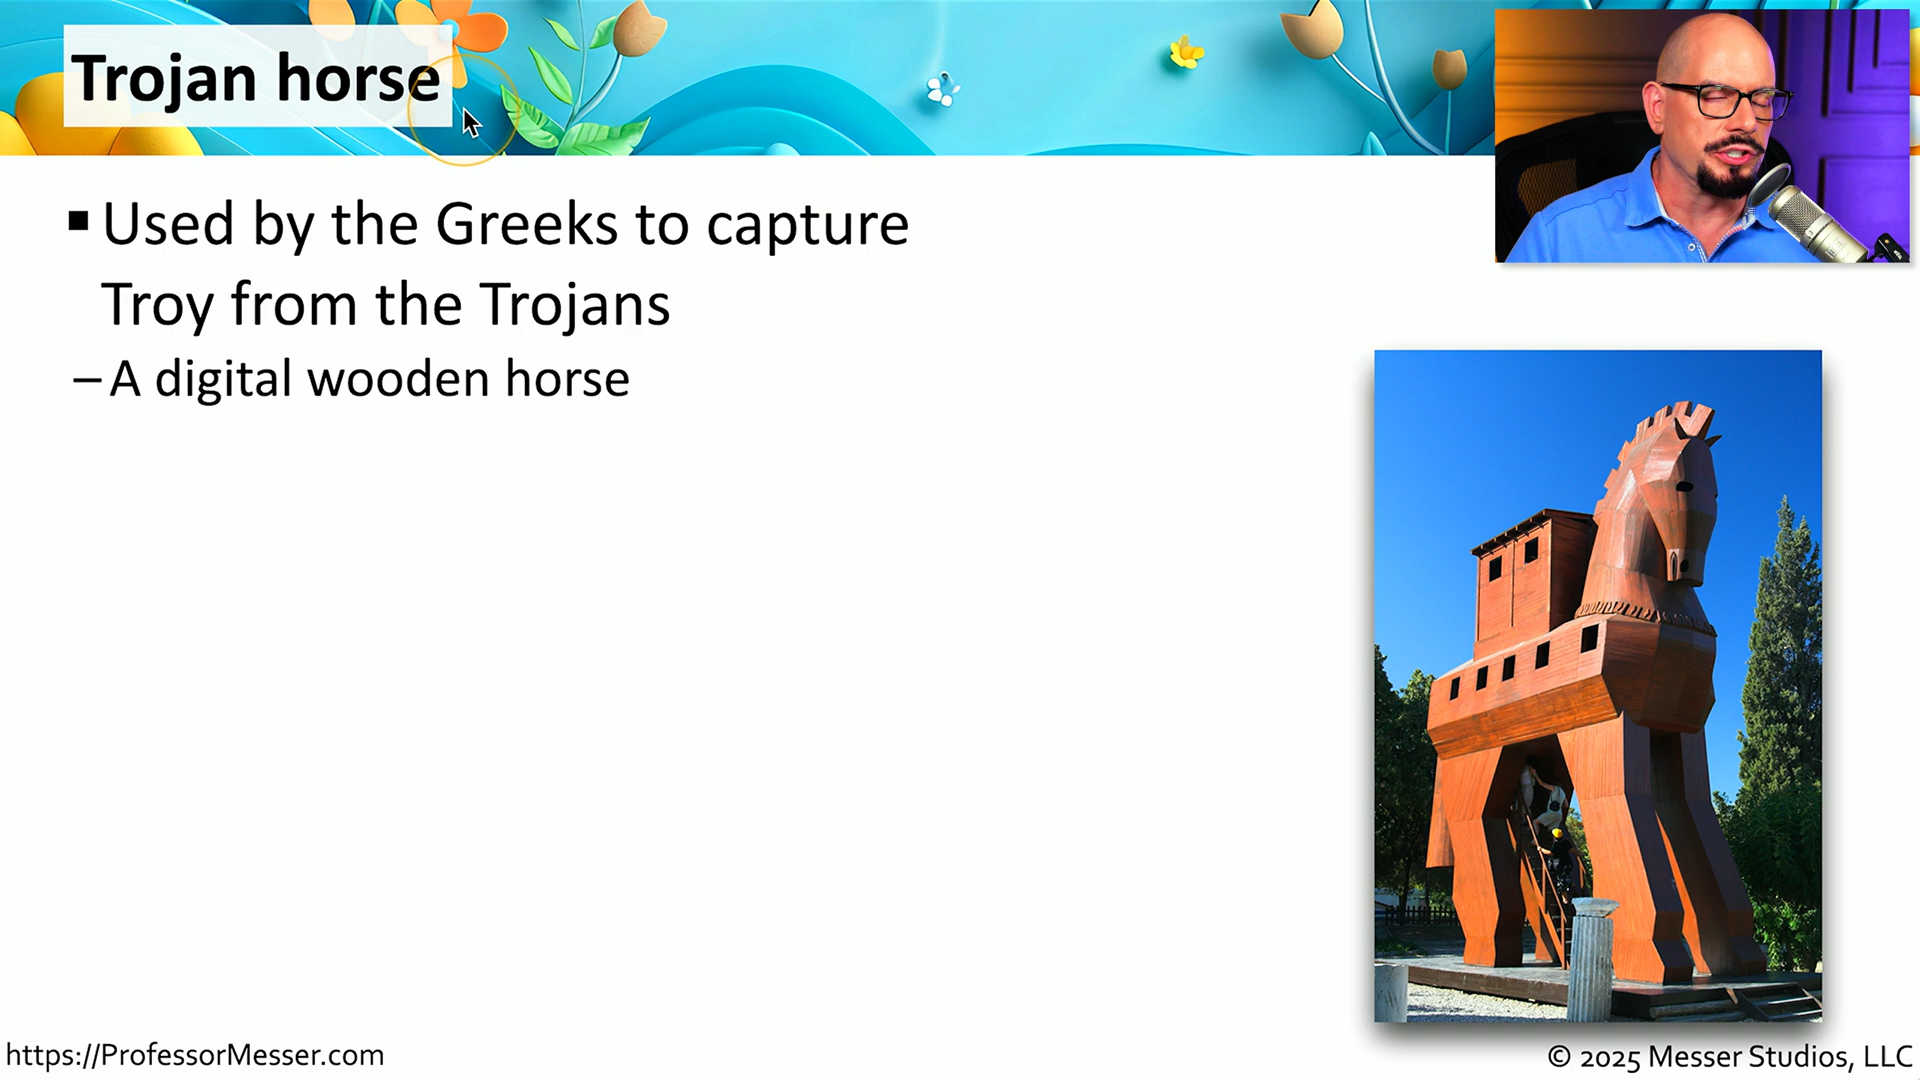 Trojan horse
▪ Used by the Greeks to capture
Troy from the Trojans
– A digital wooden horse
https://ProfessorMesser.com
© 2025 Messer Studios, LLC